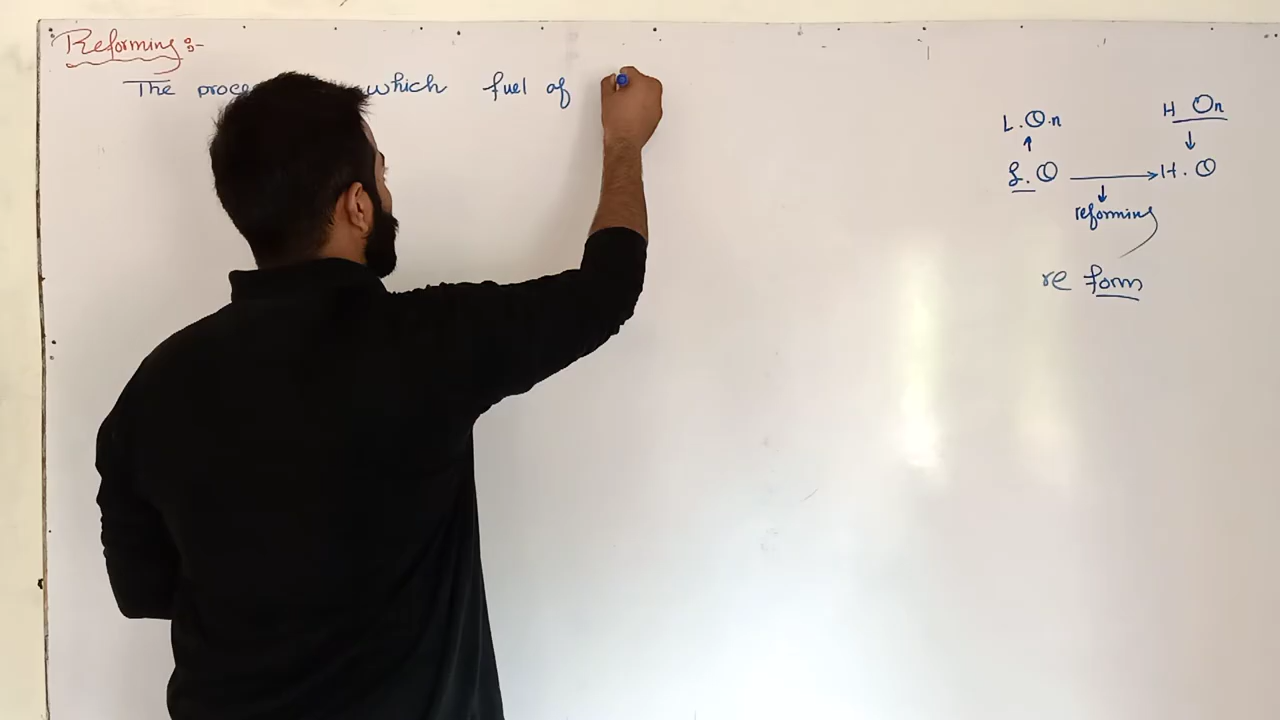 Reforming :-
The proce which fuel of
L.O.n H On
L.O → H.O
reforming
re form